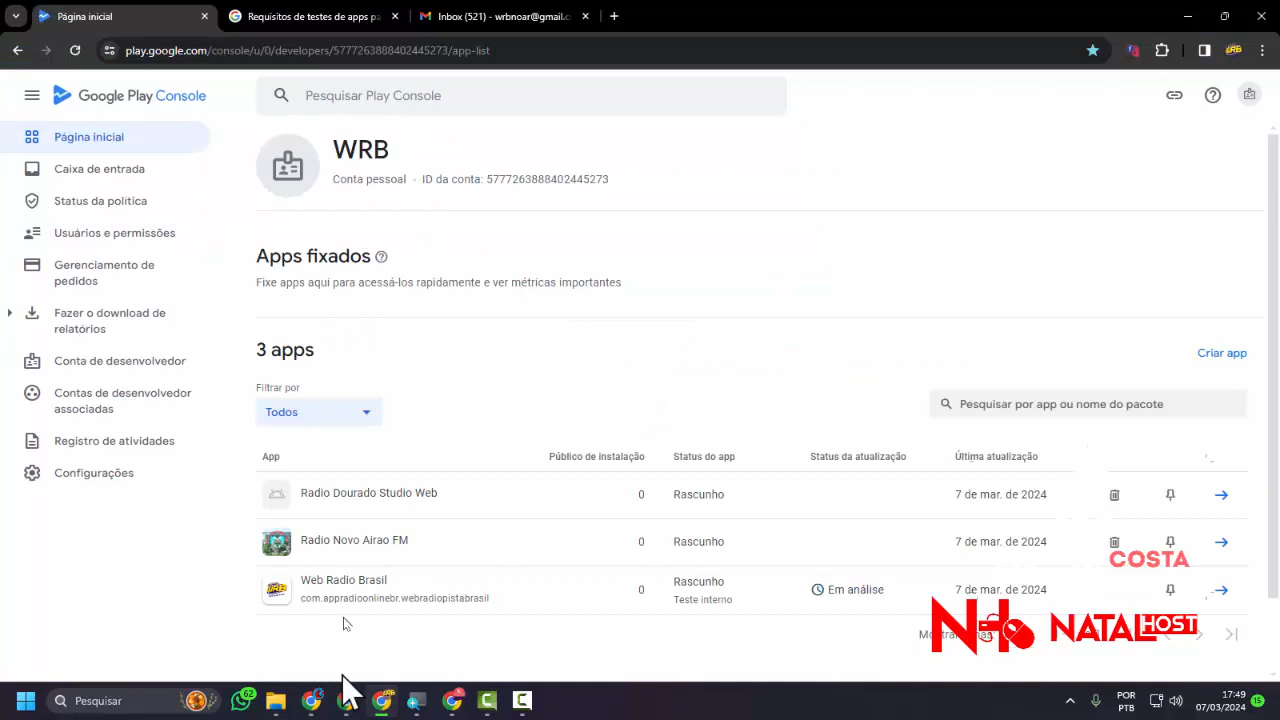 Página inicial
Requisitos de testes de apps pa
Inbox (521) - wrbnoar@gmail.c
play.google.com/console/u/0/developers/5777263888402445273/app-list
Google Play Console
Pesquisar Play Console
Página inicial
Caixa de entrada
Status da política
Usuários e permissões
Gerenciamento de
pedidos
Fazer o download de
relatórios
Conta de desenvolvedor
Contas de desenvolvedor
associadas
Registro de atividades
Configurações
WRB
Conta pessoal · ID da conta: 5777263888402445273
Apps fixados
Fixe apps aqui para acessá-los rapidamente e ver métricas importantes
3 apps
Criar app
Filtrar por
Todos
Pesquisar por app ou nome do pacote
App Público de instalação Status do app Status da atualização Última atualização
Radio Dourado Studio Web 0 Rascunho 7 de mar. de 2024
Radio Novo Airao FM 0 Rascunho 7 de mar. de 2024
COSTA
Web Radio Brasil 0 Rascunho Em análise 7 de mar. de 2024
com.appradioonlinebr.webradiopistabrasil Teste interno
NATAL HOST
Pesquisar
62
POR
PTB
17:49
07/03/2024
15